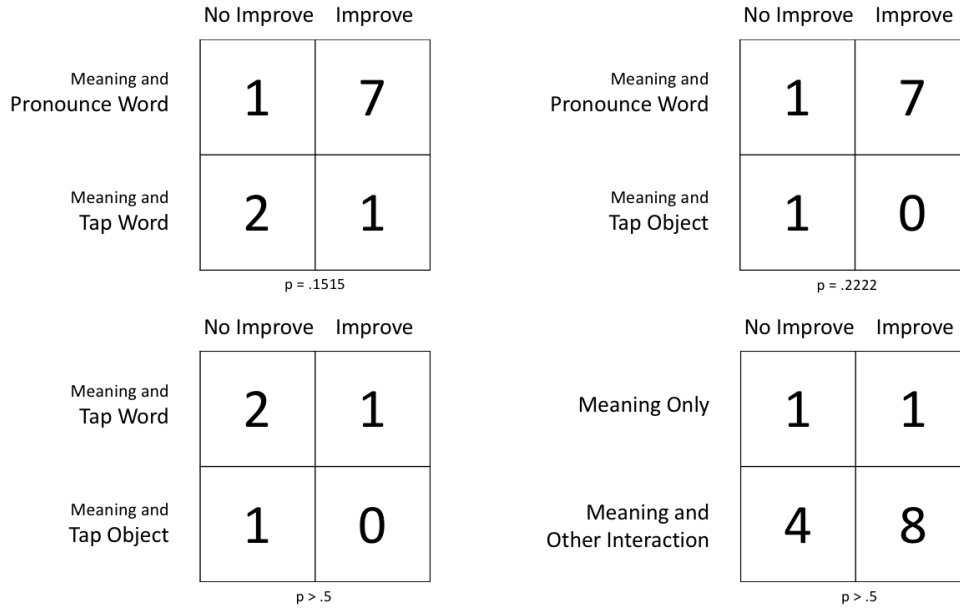 No Improve Improve
Meaning and
Pronounce Word
1 7
Meaning and
Tap Word
2 1
p = .1515
No Improve Improve
Meaning and
Pronounce Word
1 7
Meaning and
Tap Object
1 0
p = .2222
No Improve Improve
Meaning and
Tap Word
2 1
Meaning and
Tap Object
1 0
p > .5
No Improve Improve
Meaning Only
1 1
Meaning and
Other Interaction
4 8
p > .5